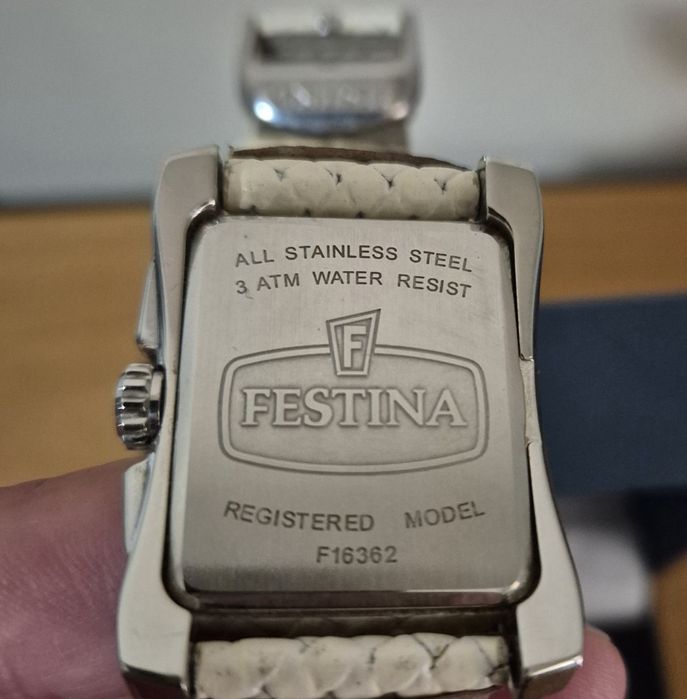 ALL STAINLESS STEEL
3 ATM WATER RESIST
F
FESTINA
REGISTERED MODEL
F16362